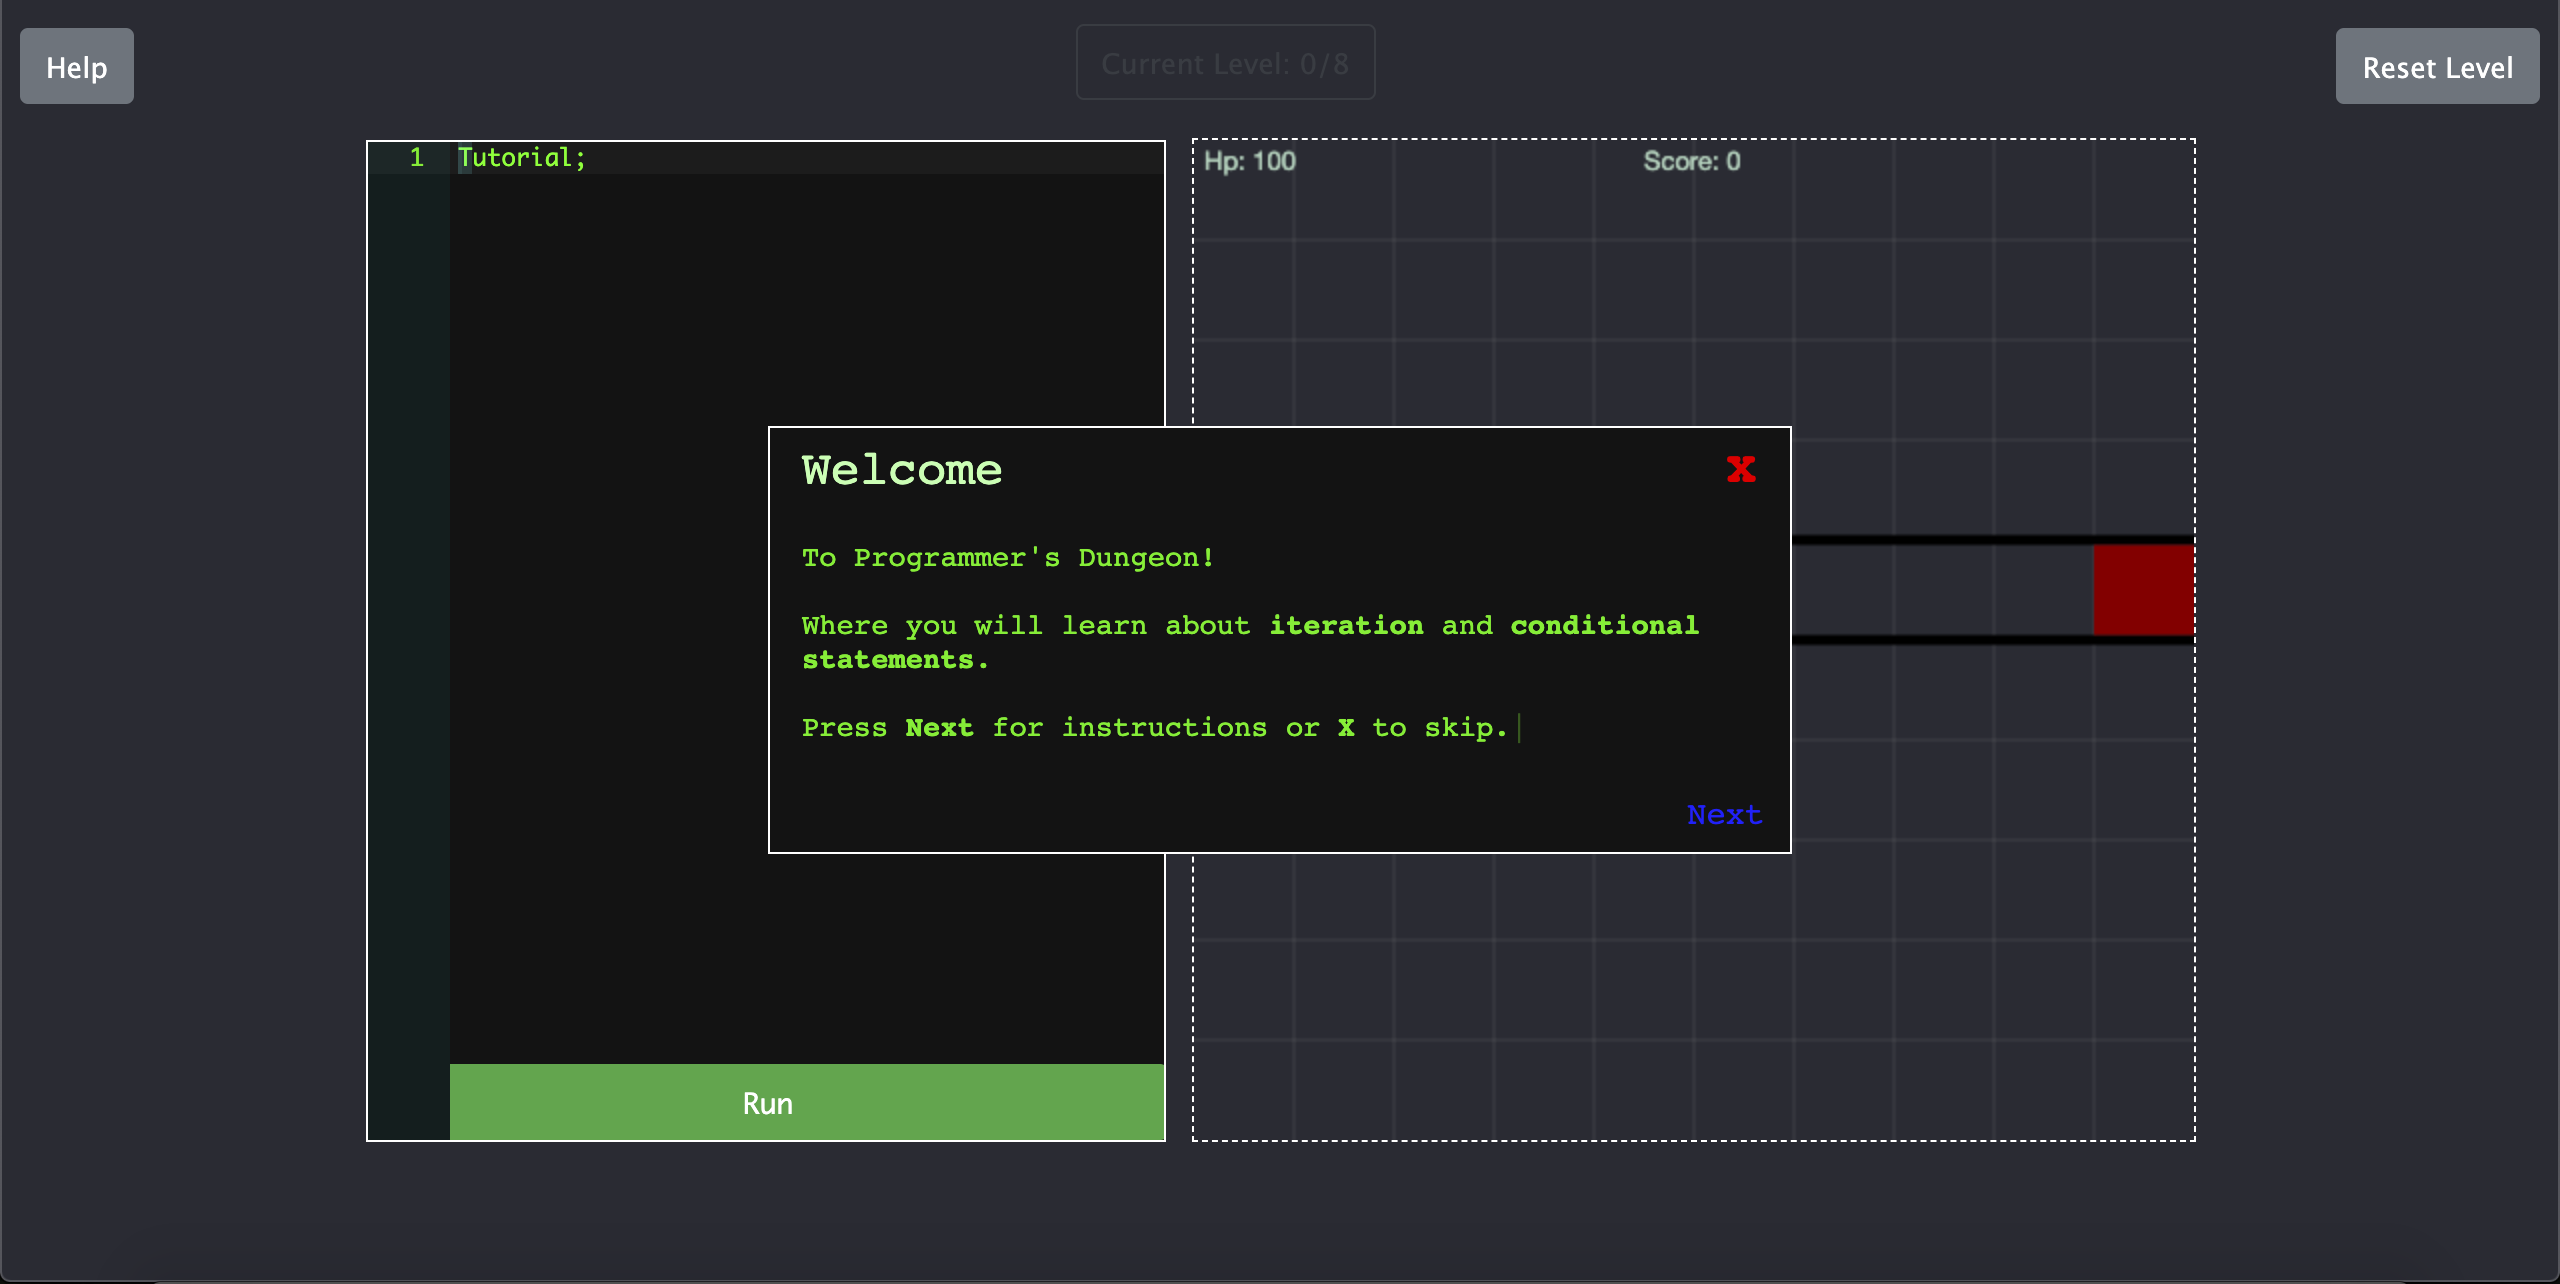 Help
Current Level: 0/8
Reset Level
1 Tutorial;
Hp: 100
Score: 0
Welcome
X
To Programmer's Dungeon!
Where you will learn about iteration and conditional
statements.
Press Next for instructions or X to skip.
Next
Run